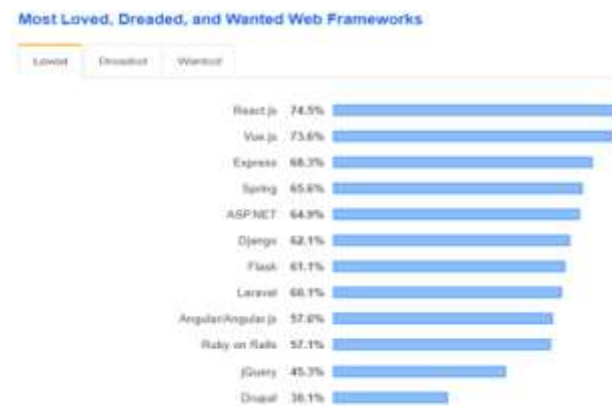 Most Loved, Dreaded, and Wanted Web Frameworks
Loved Dreaded Wanted
React.js 74.5%
Vue.js 73.6%
Express 68.3%
Spring 65.6%
ASP.NET 64.9%
Django 62.1%
Flask 61.1%
Laravel 60.1%
Angular/Angular.js 57.6%
Ruby on Rails 57.1%
jQuery 45.3%
Drupal 30.1%